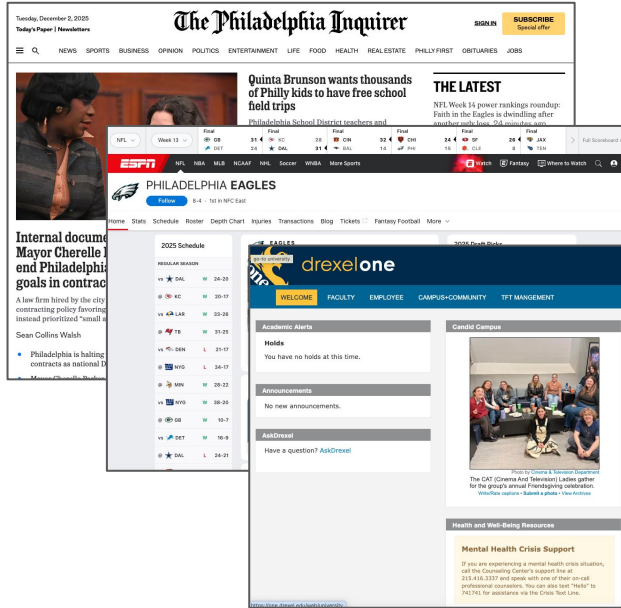 Tuesday, December 2, 2025
Today's Paper | Newsletters
The Philadelphia Inquirer
SIGN IN
SUBSCRIBE
Special offer
NEWS SPORTS BUSINESS OPINION POLITICS ENTERTAINMENT LIFE FOOD HEALTH REAL ESTATE PHILLY FIRST OBITUARIES JOBS
Quinta Brunson wants thousands
of Philly kids to have free school
field trips
Philadelphia School District teachers and
THE LATEST
NFL Week 14 power rankings roundup:
Faith in the Eagles is dwindling after
another ugly loss 24 minutes ago
Internal docume
Mayor Cherelle
end Philadelphi
goals in contrac
A law firm hired by the city
contracting policy favoring
instead prioritized "small a
Sean Collins Walsh
Philadelphia is halting
contracts as national D
NFL
Week 13
Final
GB 31
DET 24
Final
KC 28
DAL 31
Final
CIN 32
BAL 14
Final
CHI 24
PHI 15
Final
SF 26
CLE 8
Final
JAX
TEN
Full Scoreboard
ESPN
NFL NBA MLB NCAAF NHL Soccer WNBA More Sports
Watch Fantasy Where to Watch
PHILADELPHIA EAGLES
Follow 8-4 · 1st in NFC East
Home Stats Schedule Roster Depth Chart Injuries Transactions Blog Tickets Fantasy Football More
2025 Schedule
EAGLES
2025 Draft Picks
REGULAR SEASON
vs DAL W 24-20
@ KC W 20-17
vs LAR W 33-26
@ TB W 31-25
vs DEN L 21-17
@ NYG L 34-17
@ MIN W 28-22
vs NYG W 38-20
@ GB W 10-7
vs DET W 16-9
@ DAL L 24-21
go to university
drexelone
WELCOME FACULTY EMPLOYEE CAMPUS+COMMUNITY TFT MANGEMENT
Academic Alerts
Holds
You have no holds at this time.
Announcements
No new announcements.
AskDrexel
Have a question? AskDrexel
Candid Campus
Photo by Cinema & Television Department
The CAT (Cinema And Television) Ladies gather
for the group's annual Friendsgiving celebration.
Write/Rate captions • Submit a photo • View Archives
Health and Well-Being Resources
Mental Health Crisis Support
If you are experiencing a mental health crisis situation,
call the Counseling Center's support line at
215.416.3337 and speak with one of their on-call
professional counselors. You can also text "Hello" to
741741 for assistance via the Crisis Text Line.
https://one.drexel.edu/web/university